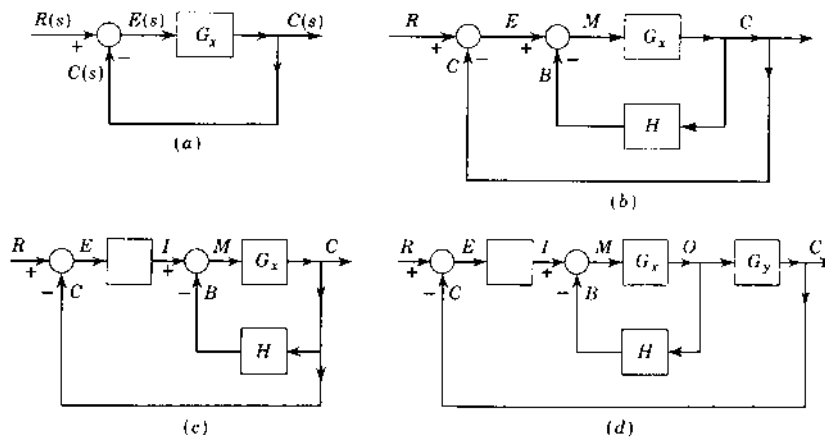 R(s) + E(s) G_x C(s)
C(s) −
(a)
R + E + M G_x C
C − B −
H
(b)
R + E I + M G_x C
− C − B
H
(c)
R + E I + M G_x O G_y C
− C − B
H
(d)